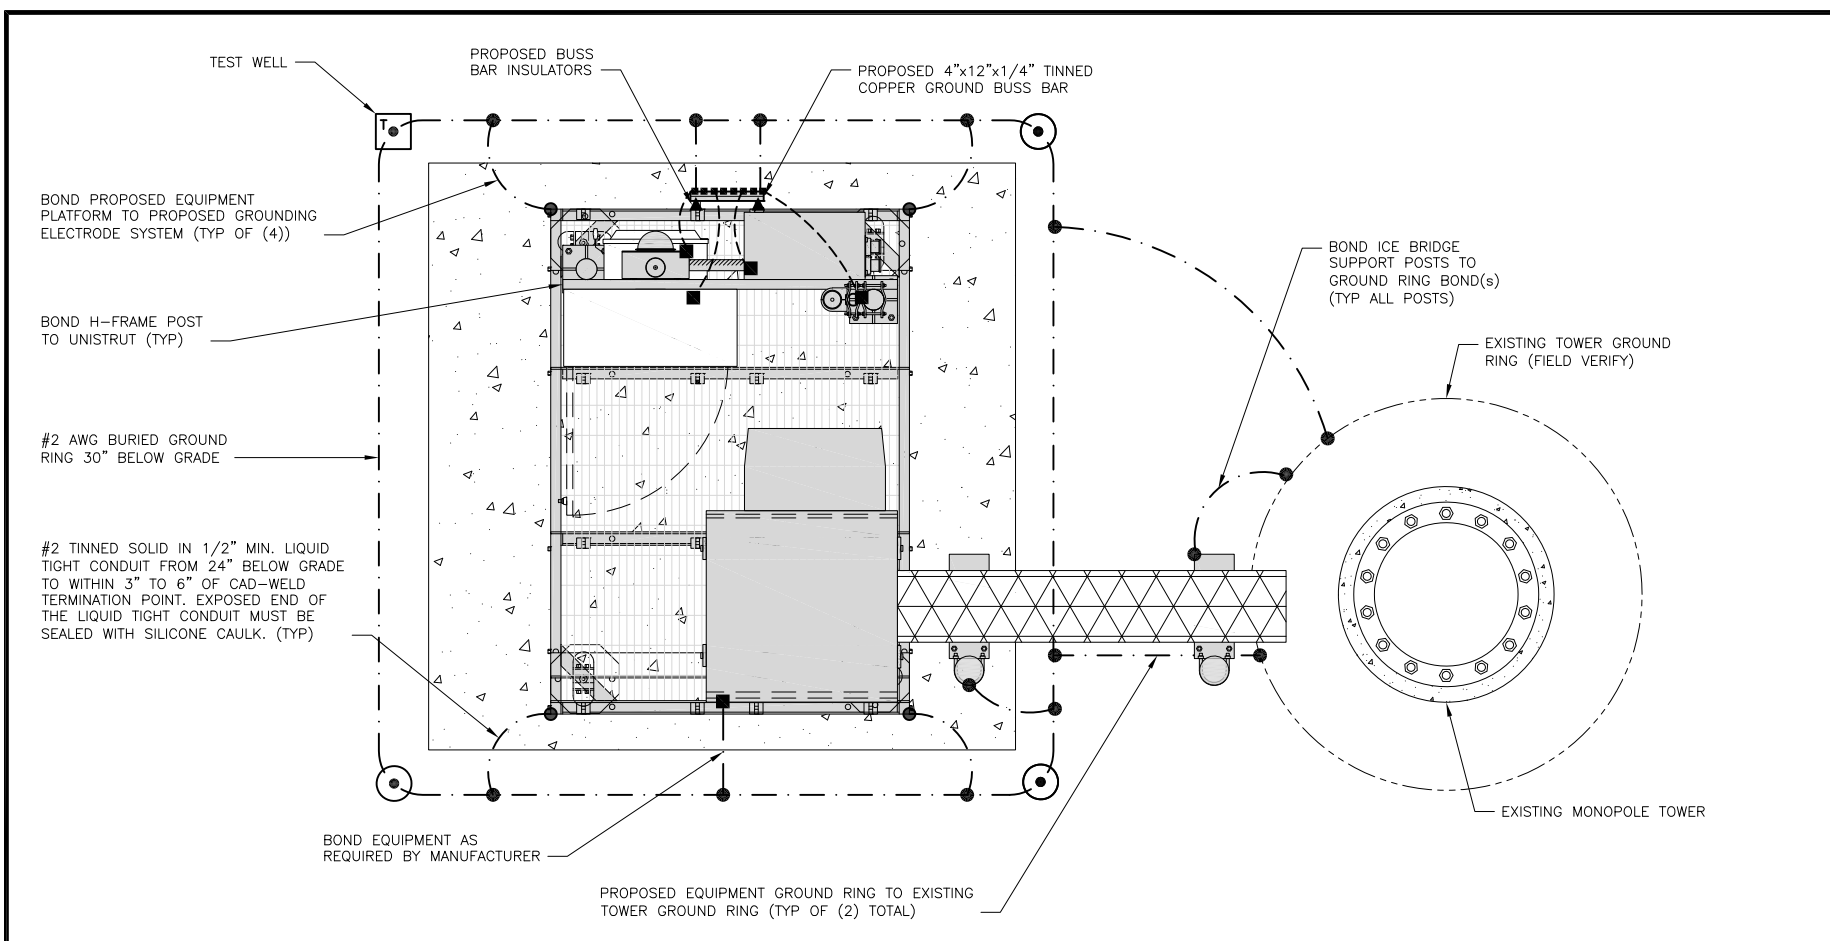 TEST WELL
PROPOSED BUSS
BAR INSULATORS
PROPOSED 4"x12"x1/4" TINNED
COPPER GROUND BUSS BAR
T
BOND PROPOSED EQUIPMENT
PLATFORM TO PROPOSED GROUNDING
ELECTRODE SYSTEM (TYP OF (4))
BOND ICE BRIDGE
SUPPORT POSTS TO
GROUND RING BOND(s)
(TYP ALL POSTS)
BOND H-FRAME POST
TO UNISTRUT (TYP)
EXISTING TOWER GROUND
RING (FIELD VERIFY)
#2 AWG BURIED GROUND
RING 30" BELOW GRADE
#2 TINNED SOLID IN 1/2" MIN. LIQUID
TIGHT CONDUIT FROM 24" BELOW GRADE
TO WITHIN 3" TO 6" OF CAD-WELD
TERMINATION POINT. EXPOSED END OF
THE LIQUID TIGHT CONDUIT MUST BE
SEALED WITH SILICONE CAULK. (TYP)
EXISTING MONOPOLE TOWER
BOND EQUIPMENT AS
REQUIRED BY MANUFACTURER
PROPOSED EQUIPMENT GROUND RING TO EXISTING
TOWER GROUND RING (TYP OF (2) TOTAL)